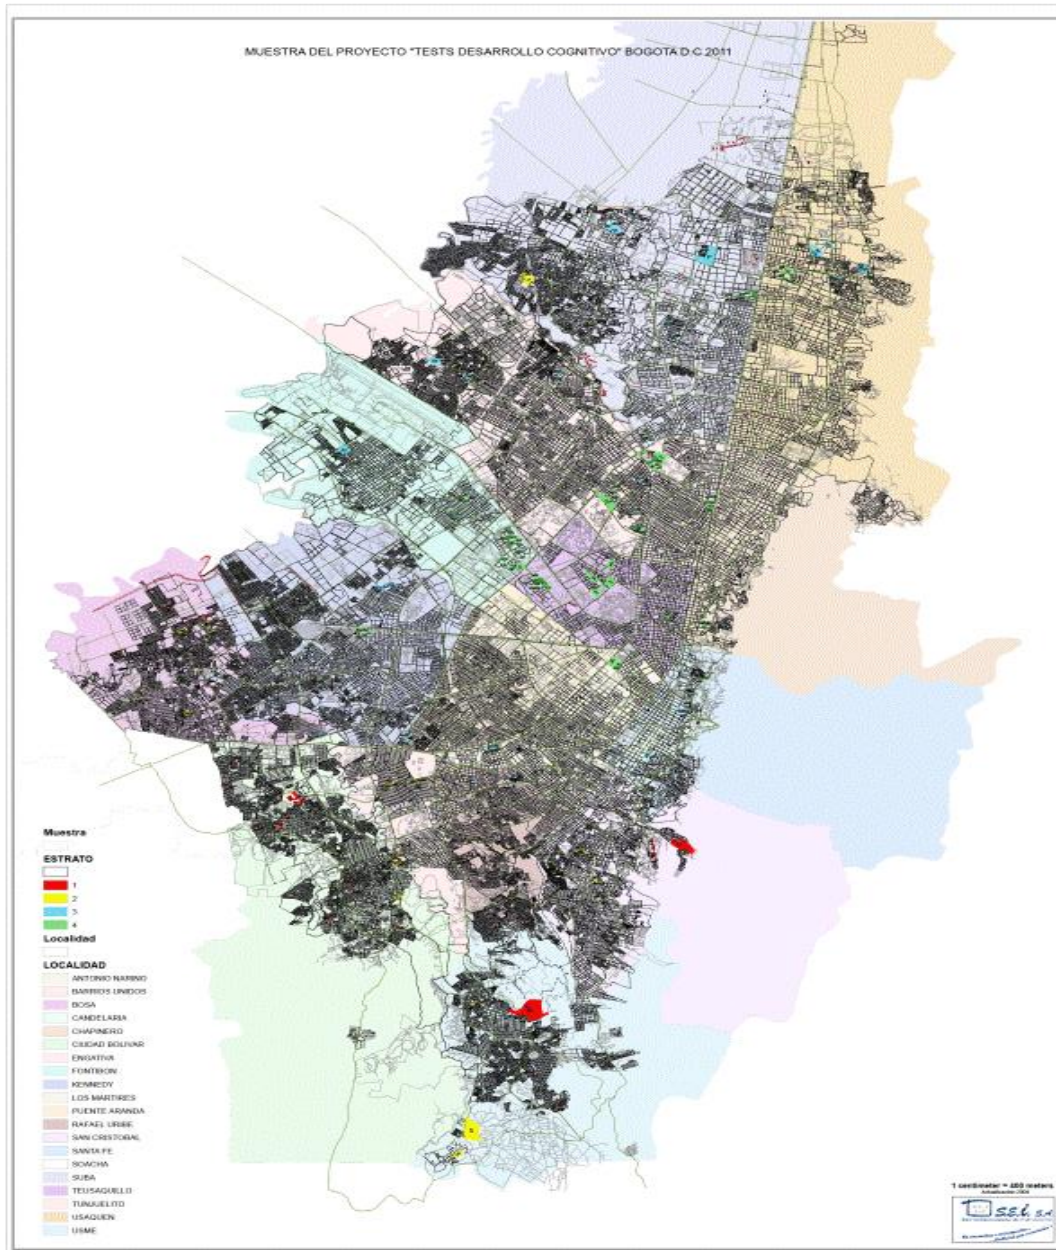 MUESTRA DEL PROYECTO "TESTS DESARROLLO COGNITIVO" BOGOTA D.C 2011
Muestra
ESTRATO
1
2
3
4
Localidad
LOCALIDAD
ANTONIO NARINO
BARRIOS UNIDOS
BOSA
CANDELARIA
CHAPINERO
CIUDAD BOLIVAR
ENGATIVA
FONTIBON
KENNEDY
LOS MARTIRES
PUENTE ARANDA
RAFAEL URIBE
SAN CRISTOBAL
SANTA FE
SOACHA
SUBA
TEUSAQUILLO
TUNJUELITO
USAQUEN
USME
1 centimeter = 400 meters
S.E.I. S.A